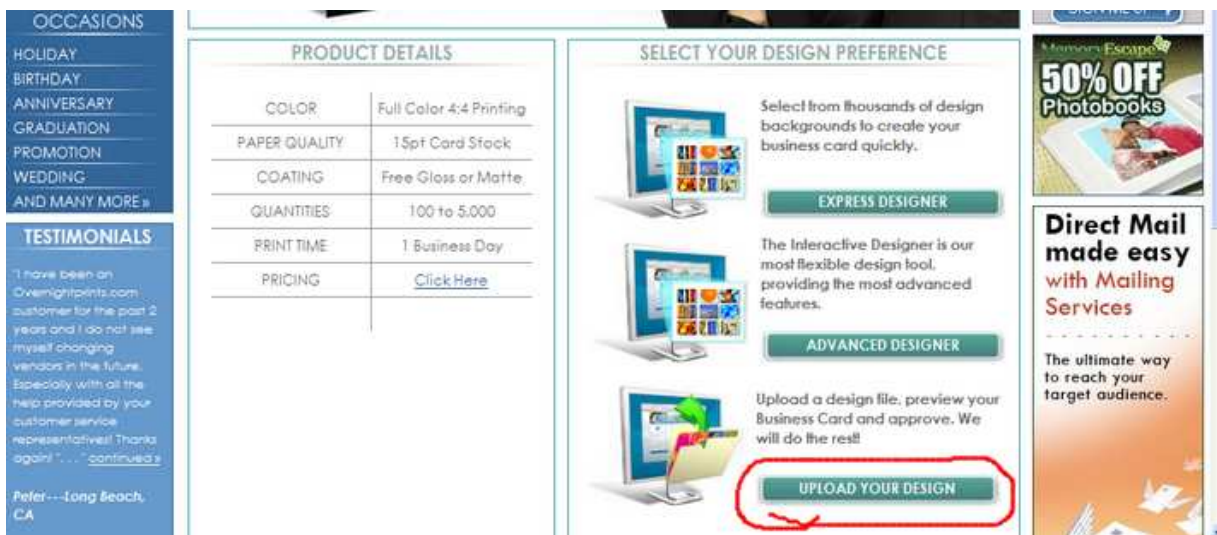 OCCASIONS
HOLIDAY
BIRTHDAY
ANNIVERSARY
GRADUATION
PROMOTION
WEDDING
AND MANY MORE »
TESTIMONIALS
"I have been an
Overnightprints.com
customer for the past 2
years and I do not see
myself changing
vendors in the future.
Especially with all the
help provided by your
customer service
representatives! Thanks
again! ". . . " continued »
Peter---Long Beach,
CA
PRODUCT DETAILS
COLOR Full Color 4:4 Printing
PAPER QUALITY 15pt Card Stock
COATING Free Gloss or Matte
QUANTITIES 100 to 5,000
PRINT TIME 1 Business Day
PRICING Click Here
SELECT YOUR DESIGN PREFERENCE
Select from thousands of design
backgrounds to create your
business card quickly.
EXPRESS DESIGNER
The Interactive Designer is our
most flexible design tool,
providing the most advanced
features.
ADVANCED DESIGNER
Upload a design file, preview your
Business Card and approve. We
will do the rest!
UPLOAD YOUR DESIGN
SIGN ME UP
MemoryEscape
50% OFF
Photobooks
Direct Mail
made easy
with Mailing
Services
The ultimate way
to reach your
target audience.